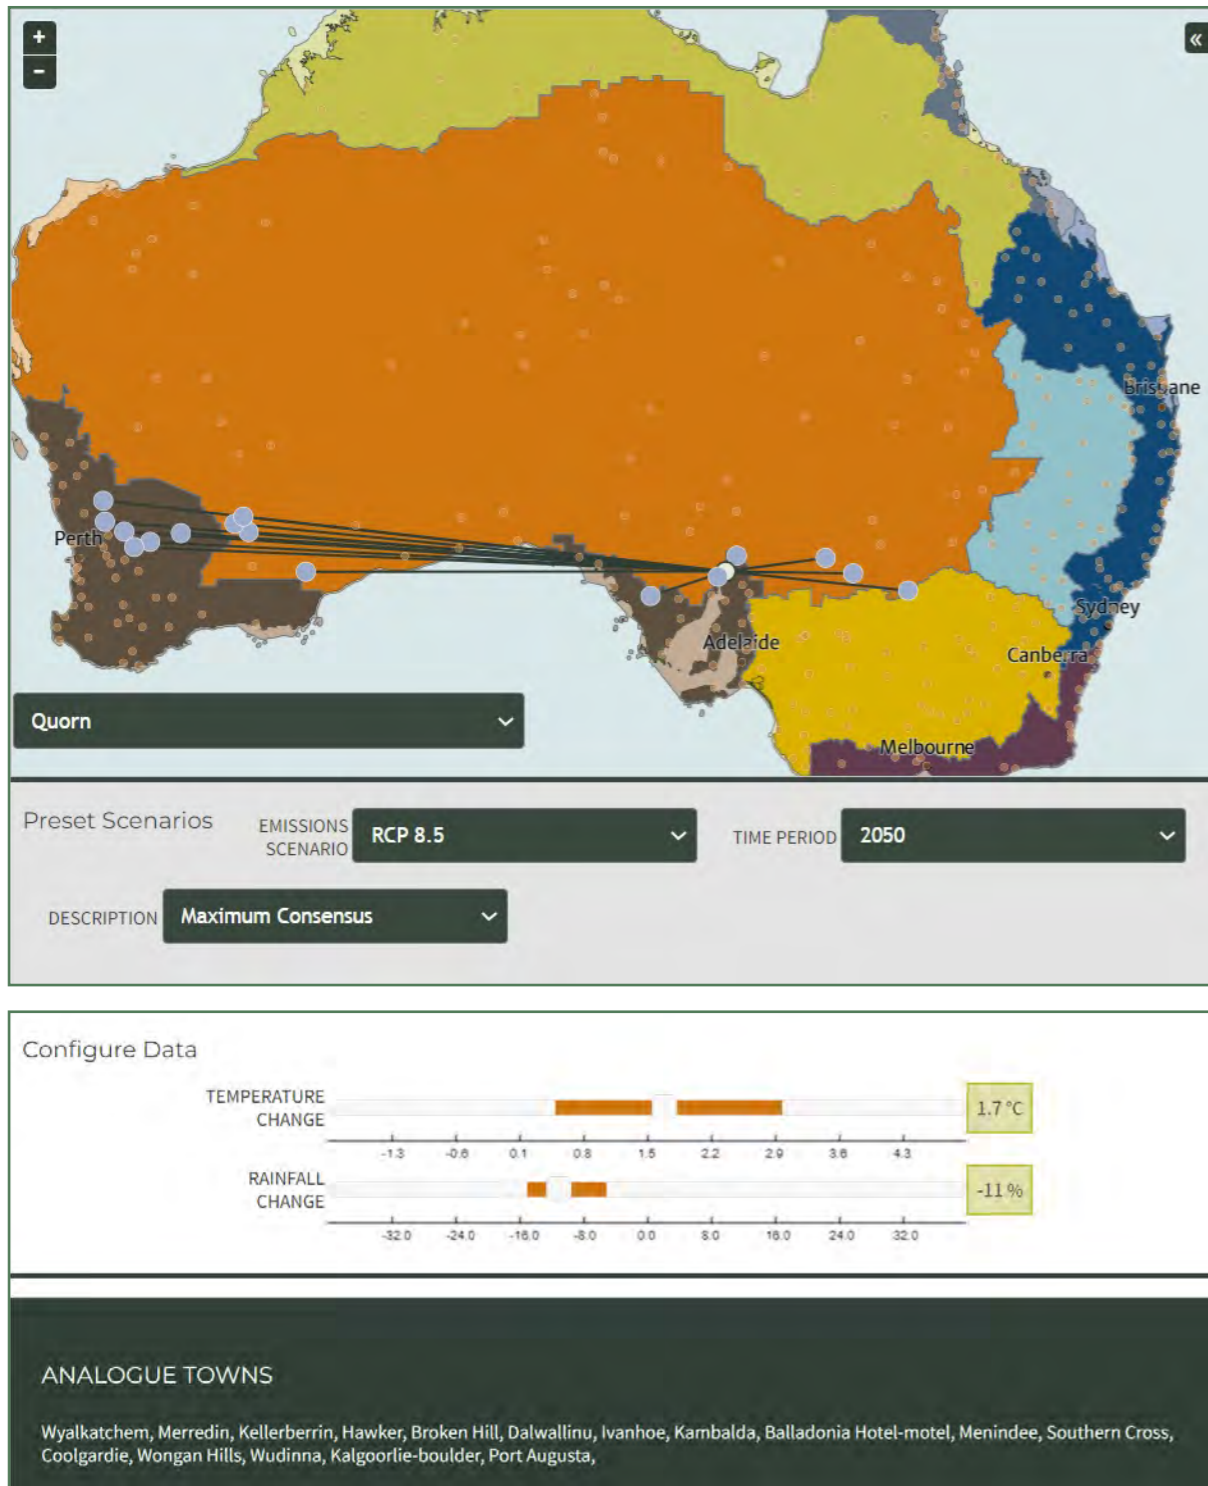 +
«
-
Brisbane
Perth
Sydney
Adelaide
Canberra
Quorn
Melbourne
Preset Scenarios
EMISSIONS
SCENARIO
RCP 8.5
TIME PERIOD
2050
DESCRIPTION
Maximum Consensus
Configure Data
TEMPERATURE
CHANGE
1.7 °C
-1.3 -0.6 0.1 0.8 1.5 2.2 2.9 3.6 4.3
RAINFALL
CHANGE
-11 %
-32.0 -24.0 -16.0 -8.0 0.0 8.0 16.0 24.0 32.0
ANALOGUE TOWNS
Wyalkatchem, Merredin, Kellerberrin, Hawker, Broken Hill, Dalwallinu, Ivanhoe, Kambalda, Balladonia Hotel-motel, Menindee, Southern Cross,
Coolgardie, Wongan Hills, Wudinna, Kalgoorlie-boulder, Port Augusta,